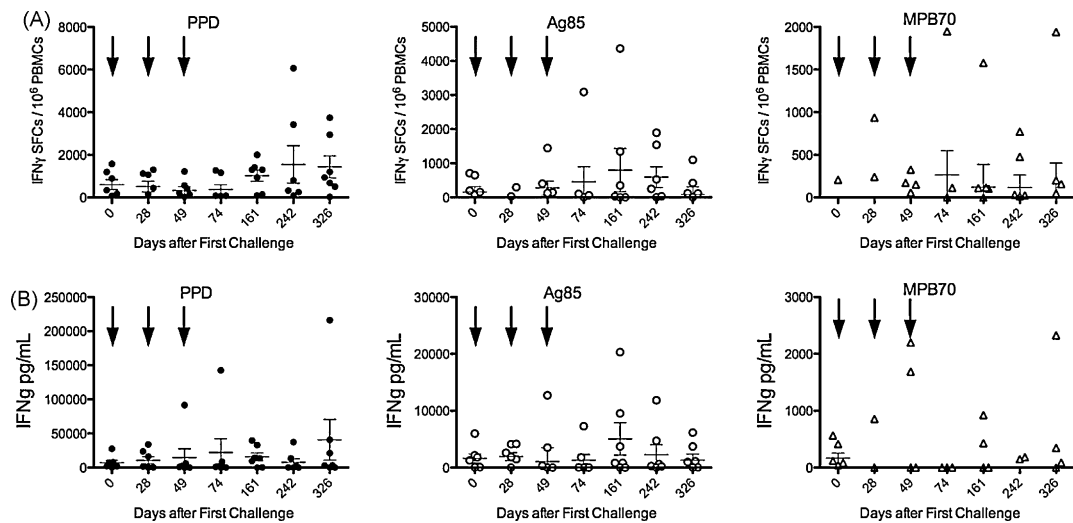 (A)
PPD
IFNγ SFCs / 10⁶ PBMCs
8000
6000
4000
2000
0
0 28 49 74 161 242 326
Days after First Challenge
Ag85
IFNγ SFCs / 10⁶ PBMCs
5000
4000
3000
2000
1000
0
0 28 49 74 161 242 326
Days after First Challenge
MPB70
IFNγ SFCs / 10⁶ PBMCs
2000
1500
1000
500
0
0 28 49 74 161 242 326
Days after First Challenge
(B)
PPD
IFNg pg/mL
250000
200000
150000
100000
50000
0
0 28 49 74 161 242 326
Days after First Challenge
Ag85
IFNg pg/mL
30000
20000
10000
0
0 28 49 74 161 242 326
Days after First Challenge
MPB70
IFNg pg/mL
3000
2000
1000
0
0 28 49 74 161 242 326
Days after First Challenge